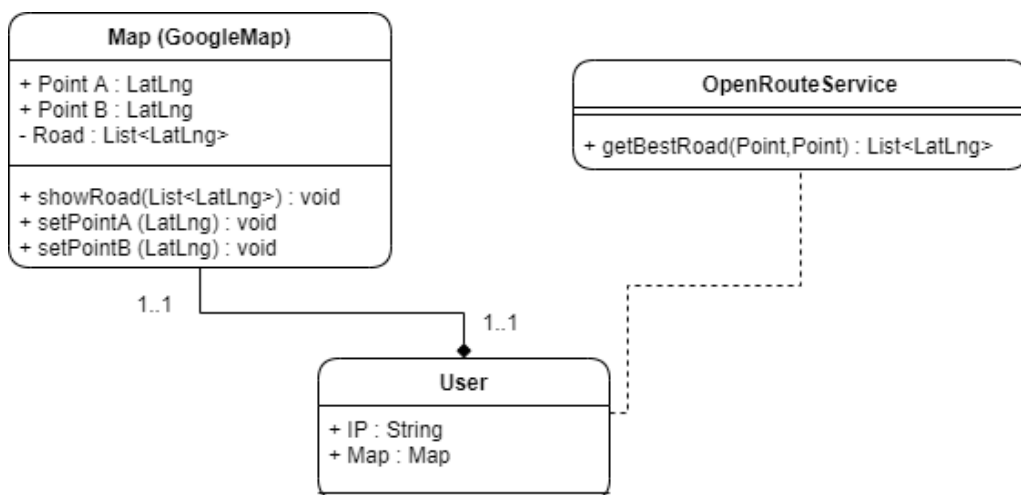 Map (GoogleMap)
+ Point A : LatLng
+ Point B : LatLng
- Road : List<LatLng>
+ showRoad(List<LatLng>) : void
+ setPointA (LatLng) : void
+ setPointB (LatLng) : void
OpenRouteService
+ getBestRoad(Point,Point) : List<LatLng>
1..1
1..1
User
+ IP : String
+ Map : Map